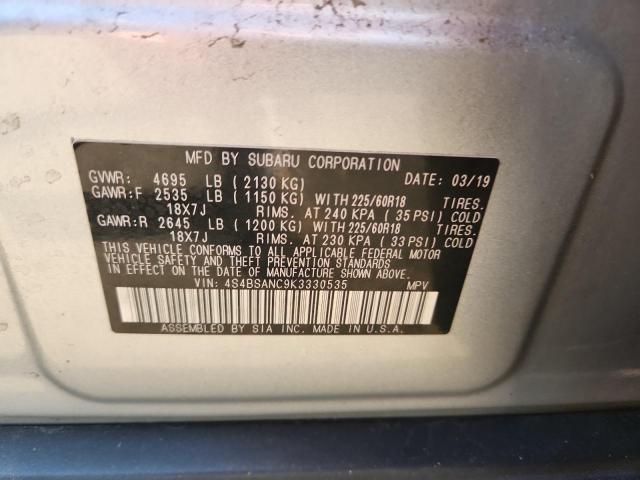 MFD BY SUBARU CORPORATION
GVWR: 4695 LB (2130 KG) DATE: 03/19
GAWR:F 2535 LB (1150 KG) WITH 225/60R18 TIRES.
18X7J RIMS. AT 240 KPA (35 PSI) COLD
GAWR:R 2645 LB (1200 KG) WITH 225/60R18 TIRES.
18X7J RIMS. AT 230 KPA (33 PSI) COLD
THIS VEHICLE CONFORMS TO ALL APPLICABLE FEDERAL MOTOR
VEHICLE SAFETY AND THEFT PREVENTION STANDARDS
IN EFFECT ON THE DATE OF MANUFACTURE SHOWN ABOVE.
VIN: 4S4BSANC9K3330535 MPV
ASSEMBLED BY SIA INC. MADE IN U.S.A.